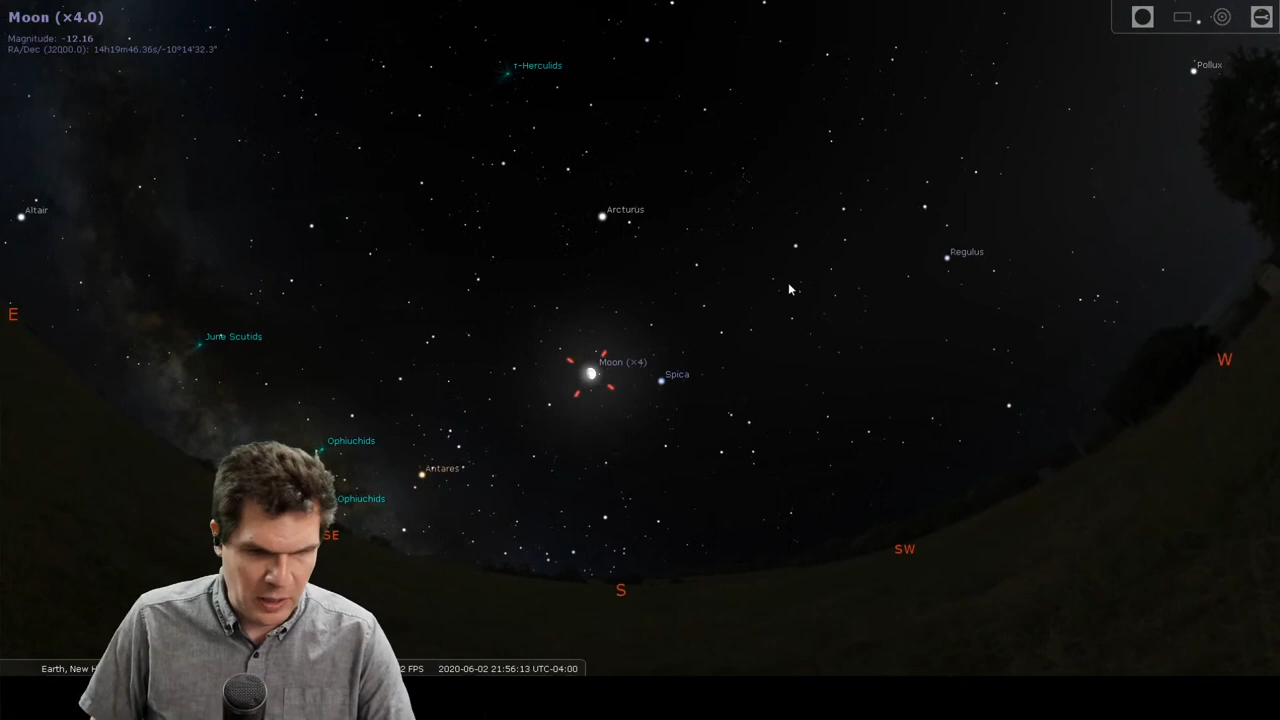 Moon (×4.0)
Magnitude: -12.16
RA/Dec (J2000.0): 14h19m46.36s/-10°14'32.3"
τ-Herculids
Pollux
Altair
Arcturus
Regulus
E
June Scutids
Moon (×4)
W
Spica
Ophiuchids
Antares
Ophiuchids
SE
SW
S
Earth, New H
2 FPS
2020-06-02 21:56:13 UTC-04:00